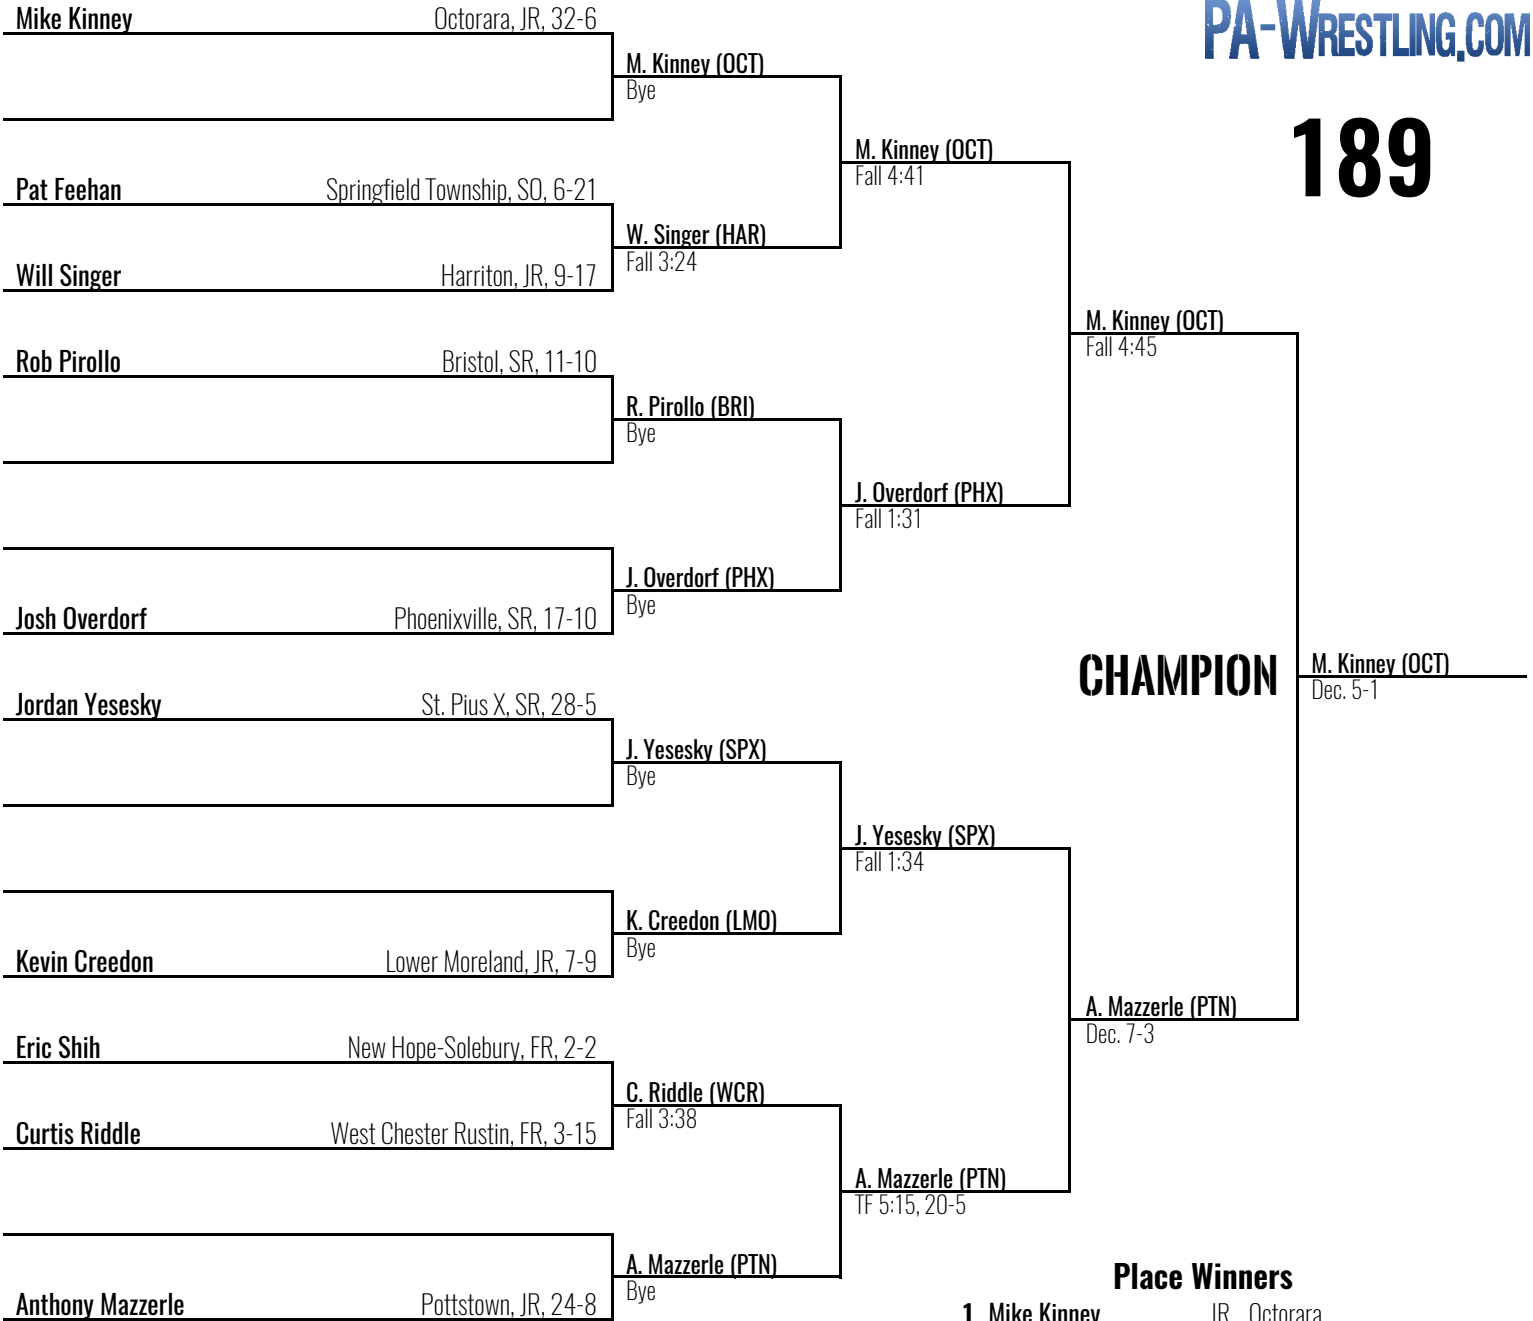 PA-WRESTLING.COM
189
Mike Kinney Octorara, JR, 32-6
M. Kinney (OCT)
Bye
M. Kinney (OCT)
Fall 4:41
Pat Feehan Springfield Township, SO, 6-21
W. Singer (HAR)
Fall 3:24
Will Singer Harriton, JR, 9-17
M. Kinney (OCT)
Fall 4:45
Rob Pirollo Bristol, SR, 11-10
R. Pirollo (BRI)
Bye
J. Overdorf (PHX)
Fall 1:31
J. Overdorf (PHX)
Bye
Josh Overdorf Phoenixville, SR, 17-10
CHAMPION
M. Kinney (OCT)
Dec. 5-1
Jordan Yesesky St. Pius X, SR, 28-5
J. Yesesky (SPX)
Bye
J. Yesesky (SPX)
Fall 1:34
K. Creedon (LMO)
Bye
Kevin Creedon Lower Moreland, JR, 7-9
A. Mazzerle (PTN)
Dec. 7-3
Eric Shih New Hope-Solebury, FR, 2-2
C. Riddle (WCR)
Fall 3:38
Curtis Riddle West Chester Rustin, FR, 3-15
A. Mazzerle (PTN)
TF 5:15, 20-5
A. Mazzerle (PTN)
Bye
Anthony Mazzerle Pottstown, JR, 24-8
Place Winners
1 Mike Kinney JR Octorara